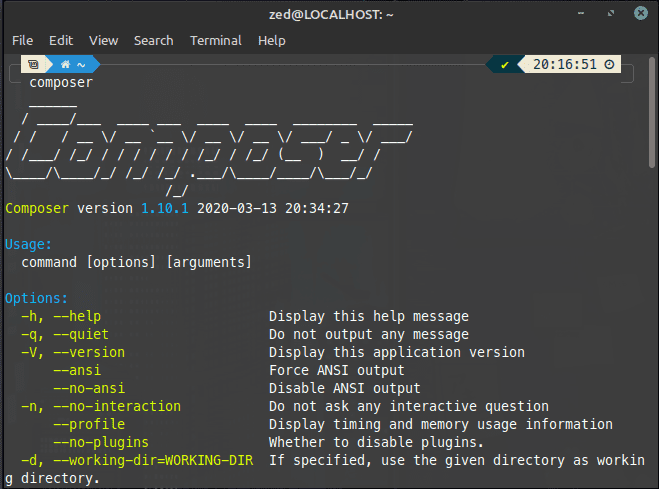 zed@LOCALHOST: ~
File Edit View Search Terminal Help
~ ✔ 20:16:51
composer
   ______
  / ____/___  ____ ___  ____  ____  ________  _____
 / /   / __ \/ __ `__ \/ __ \/ __ \/ ___/ _ \/ ___/
/ /___/ /_/ / / / / / / /_/ / /_/ (__  )  __/ /
\____/\____/_/ /_/ /_/ .___/\____/____/\___/_/
                    /_/
Composer version 1.10.1 2020-03-13 20:34:27
Usage:
  command [options] [arguments]
Options:
  -h, --help                     Display this help message
  -q, --quiet                    Do not output any message
  -V, --version                  Display this application version
      --ansi                     Force ANSI output
      --no-ansi                  Disable ANSI output
  -n, --no-interaction           Do not ask any interactive question
      --profile                  Display timing and memory usage information
      --no-plugins               Whether to disable plugins.
  -d, --working-dir=WORKING-DIR  If specified, use the given directory as workin
g directory.